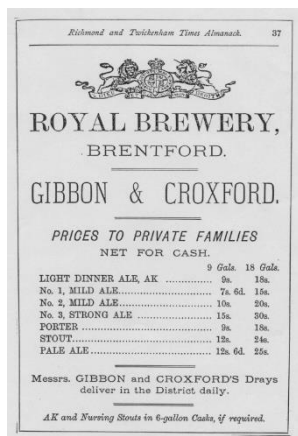 Richmond and Twickenham Times Almanack. 37
ROYAL BREWERY,
BRENTFORD.
GIBBON & CROXFORD.
PRICES TO PRIVATE FAMILIES
NET FOR CASH.
9 Gals. 18 Gals.
LIGHT DINNER ALE, AK .............. 9s. 18s.
No. 1, MILD ALE........................ 7s. 6d. 15s.
No. 2, MILD ALE........................ 10s. 20s.
No. 3, STRONG ALE .................. 15s. 30s.
PORTER .................................... 9s. 18s.
STOUT........................................ 12s. 24s.
PALE ALE.................................. 12s. 6d. 25s.
Messrs. GIBBON and CROXFORD'S Drays
deliver in the District daily.
AK and Nursing Stouts in 6-gallon Casks, if required.